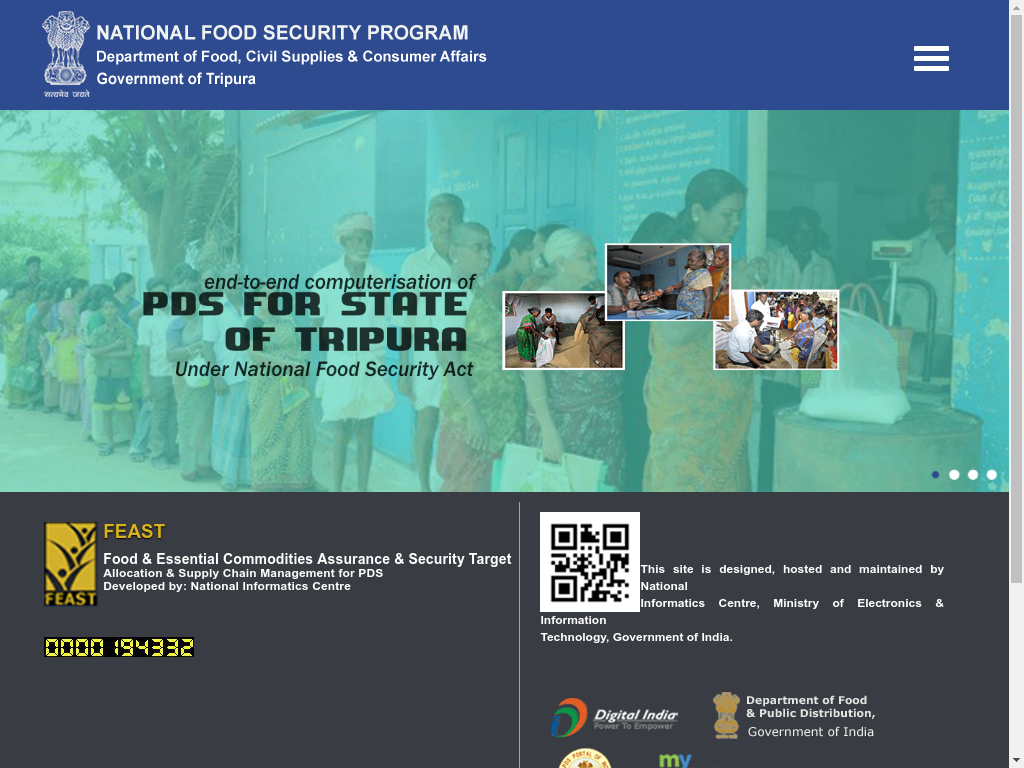 NATIONAL FOOD SECURITY PROGRAM
Department of Food, Civil Supplies & Consumer Affairs
Government of Tripura
सत्यमेव जयते
end-to-end computerisation of
PDS FOR STATE
OF TRIPURA
Under National Food Security Act
FEAST
Food & Essential Commodities Assurance & Security Target
Allocation & Supply Chain Management for PDS
Developed by: National Informatics Centre
FEAST
0000194332
This site is designed, hosted and maintained by
National
Informatics Centre, Ministry of Electronics &
Information
Technology, Government of India.
Digital India
Power To Empower
Department of Food
& Public Distribution,
Government of India
PDS PORTAL OF
my